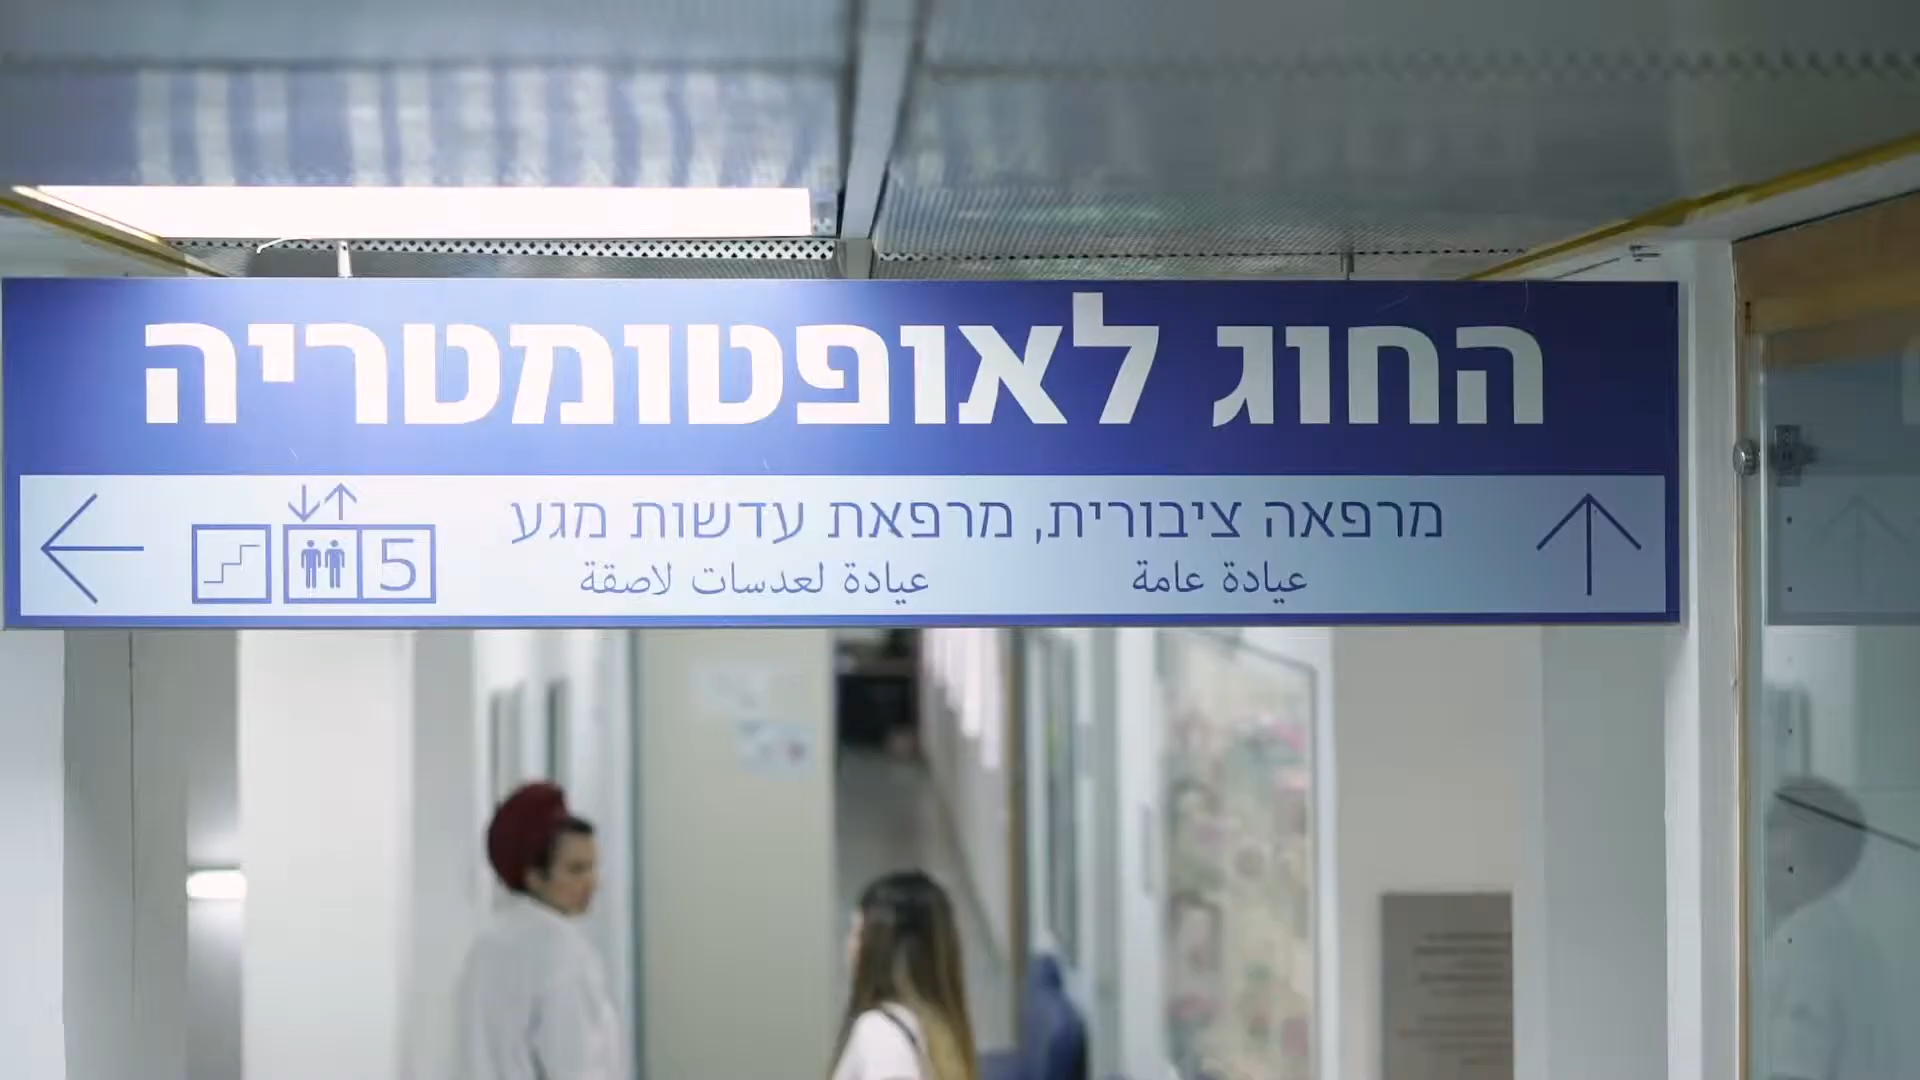 החוג לאופטומטריה
מרפאה ציבורית, מרפאת עדשות מגע
عيادة عامة عيادة لعدسات لاصقة
5